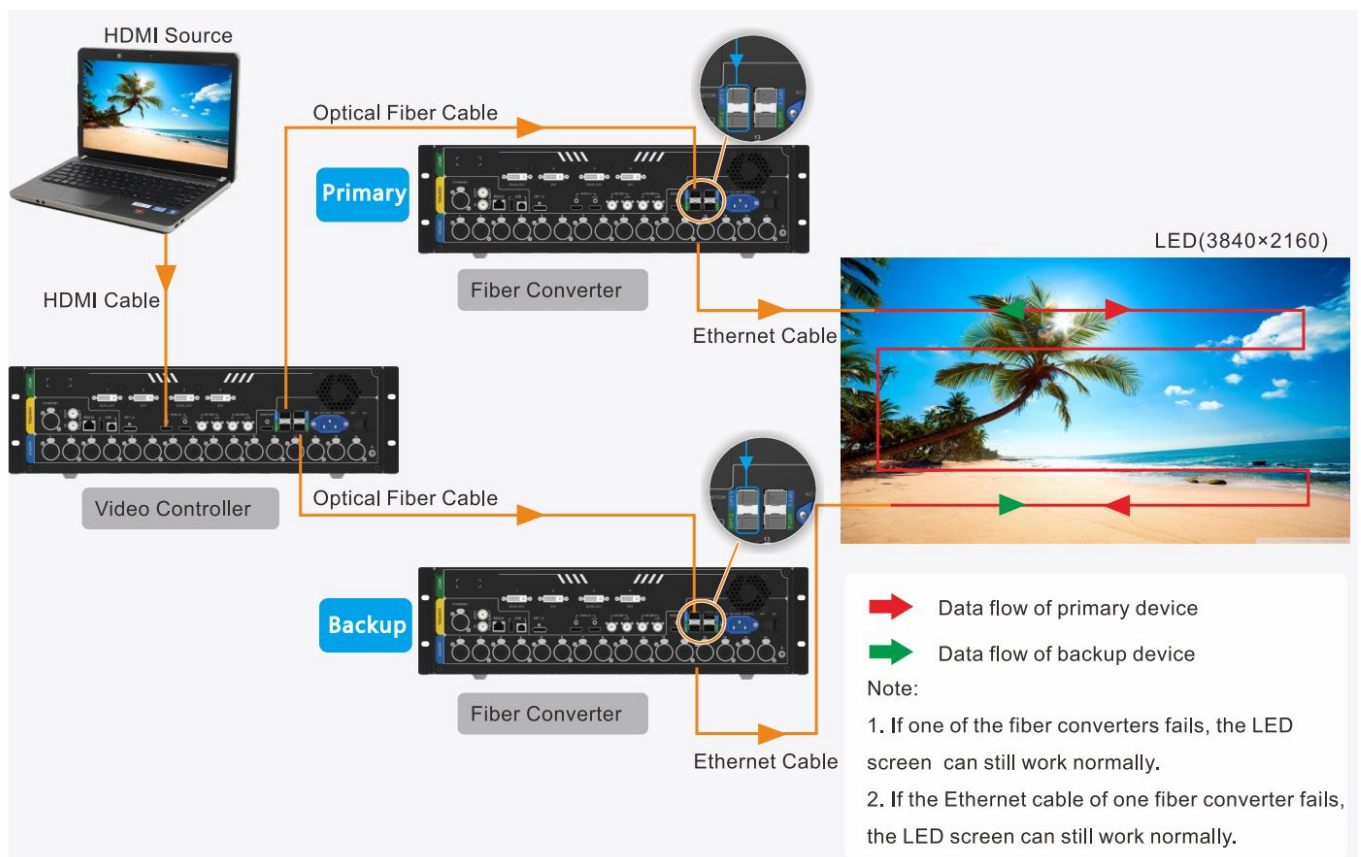 HDMI Source
Optical Fiber Cable
Primary
Fiber Converter
LED(3840×2160)
HDMI Cable
Ethernet Cable
Video Controller
Optical Fiber Cable
Backup
Fiber Converter
Ethernet Cable
Data flow of primary device
Data flow of backup device
Note:
1. If one of the fiber converters fails, the LED
screen can still work normally.
2. If the Ethernet cable of one fiber converter fails,
the LED screen can still work normally.